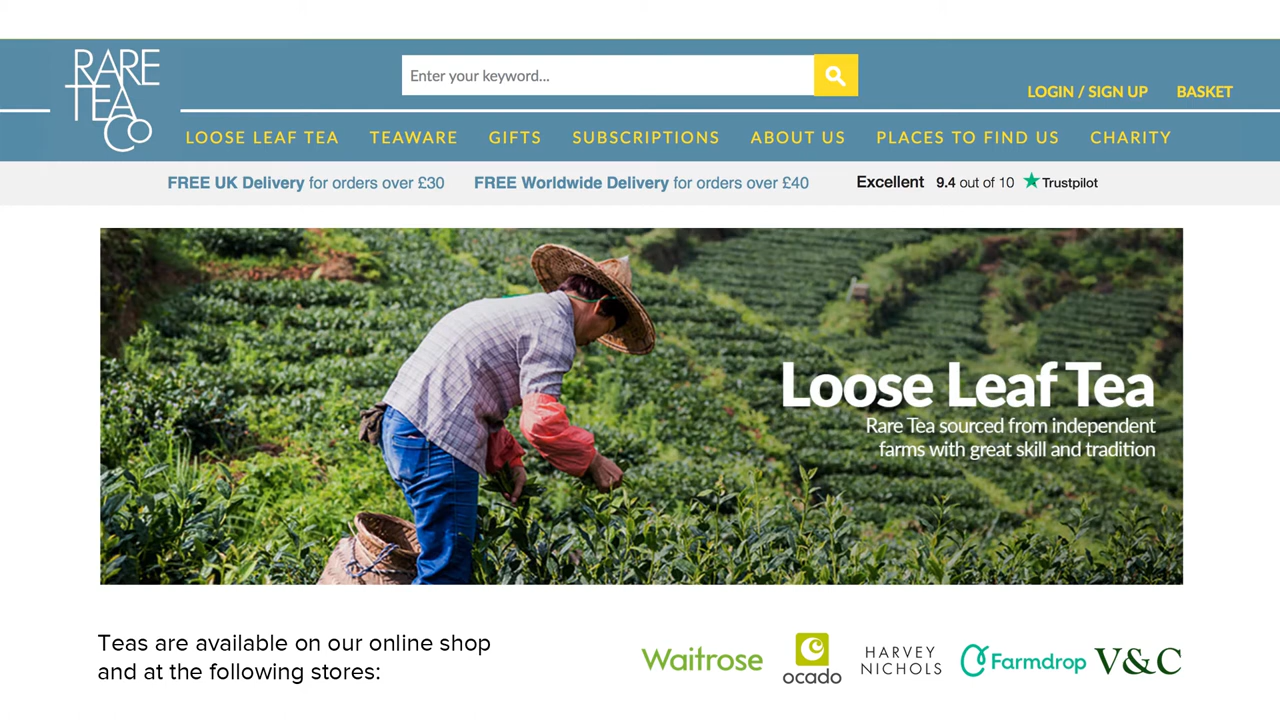 RARE
TEA
CO
Enter your keyword...
LOGIN / SIGN UP BASKET
LOOSE LEAF TEA TEAWARE GIFTS SUBSCRIPTIONS ABOUT US PLACES TO FIND US CHARITY
FREE UK Delivery for orders over £30 FREE Worldwide Delivery for orders over £40 Excellent 9.4 out of 10 Trustpilot
Loose Leaf Tea
Rare Tea sourced from independent
farms with great skill and tradition
Teas are available on our online shop
and at the following stores:
Waitrose
ocado
HARVEY
NICHOLS
Farmdrop
V&C